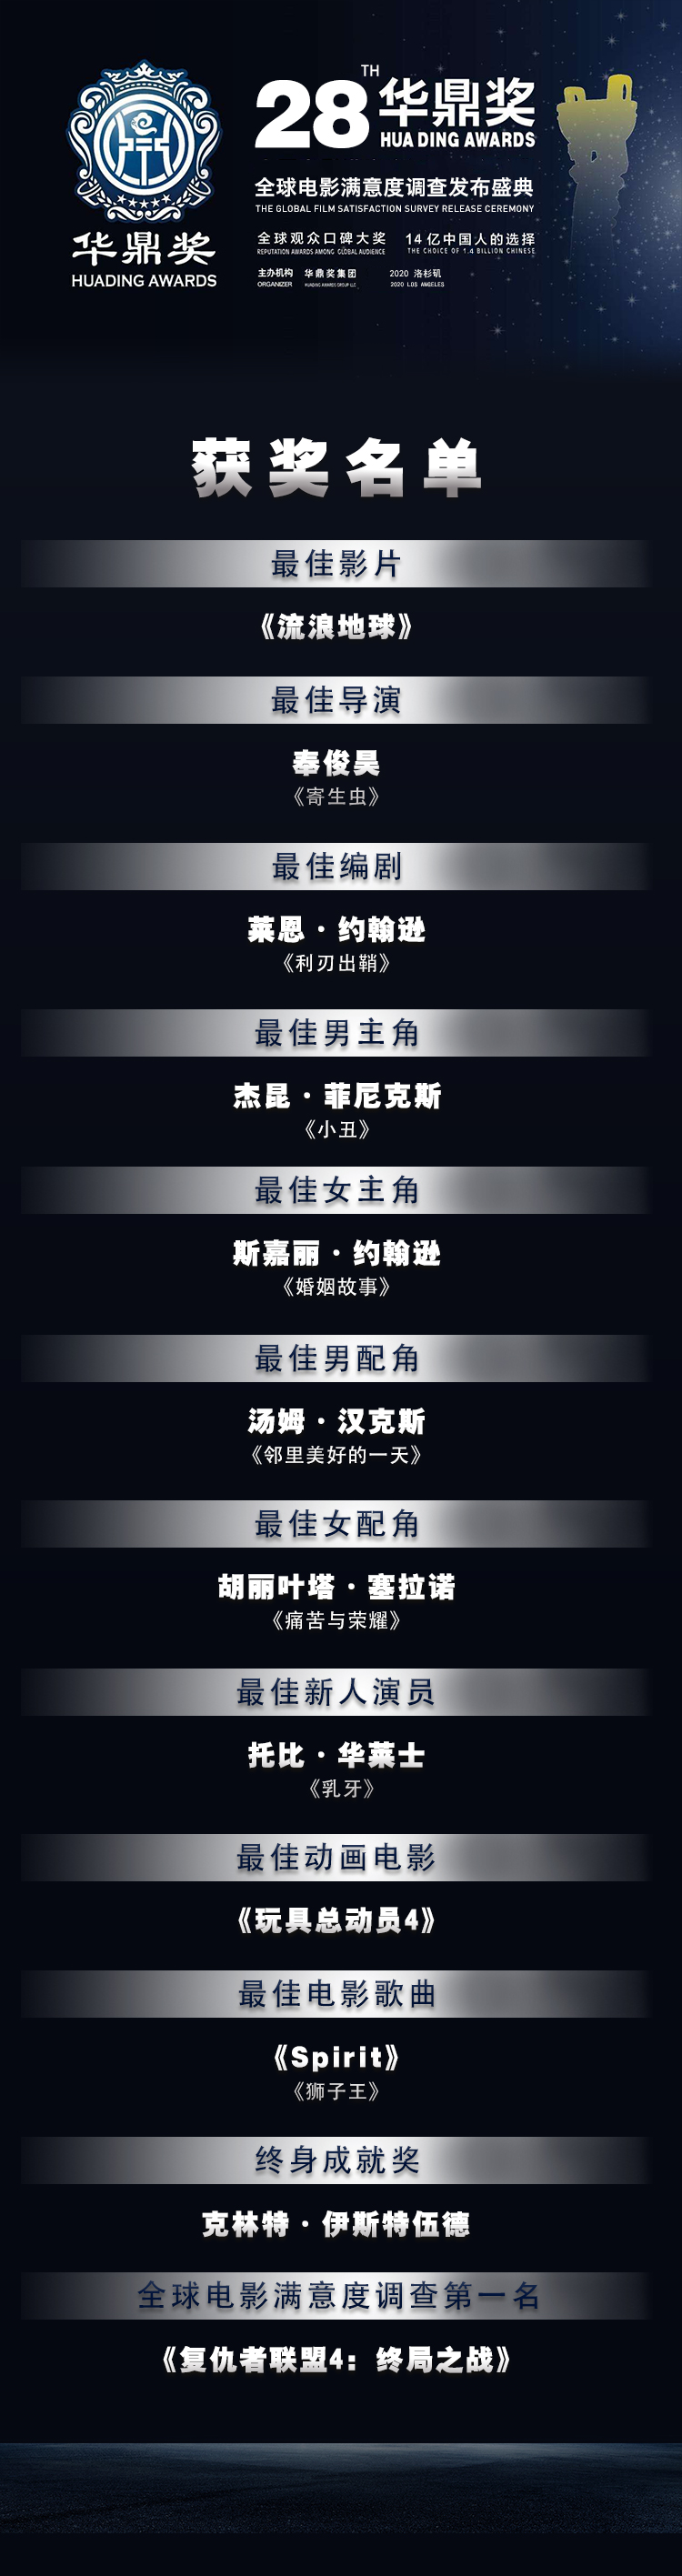 28TH 华鼎奖
HUA DING AWARDS
全球电影满意度调查发布盛典
THE GLOBAL FILM SATISFACTION SURVEY RELEASE CEREMONY
全球观众口碑大奖 14 亿中国人的选择
REPUTATION AWARDS AMONG GLOBAL AUDIENCE THE CHOICE OF 1.4 BILLION CHINESE
主办机构 华鼎奖集团 2020 洛杉矶
ORGANIZER HUADING AWARDS GROUP LLC 2020 LOS ANGELES
华鼎奖
HUADING AWARDS
获奖名单
最佳影片
《流浪地球》
最佳导演
奉俊昊
《寄生虫》
最佳编剧
莱恩·约翰逊
《利刃出鞘》
最佳男主角
杰昆·菲尼克斯
《小丑》
最佳女主角
斯嘉丽·约翰逊
《婚姻故事》
最佳男配角
汤姆·汉克斯
《邻里美好的一天》
最佳女配角
胡丽叶塔·塞拉诺
《痛苦与荣耀》
最佳新人演员
托比·华莱士
《乳牙》
最佳动画电影
《玩具总动员4》
最佳电影歌曲
《Spirit》
《狮子王》
终身成就奖
克林特·伊斯特伍德
全球电影满意度调查第一名
《复仇者联盟4：终局之战》